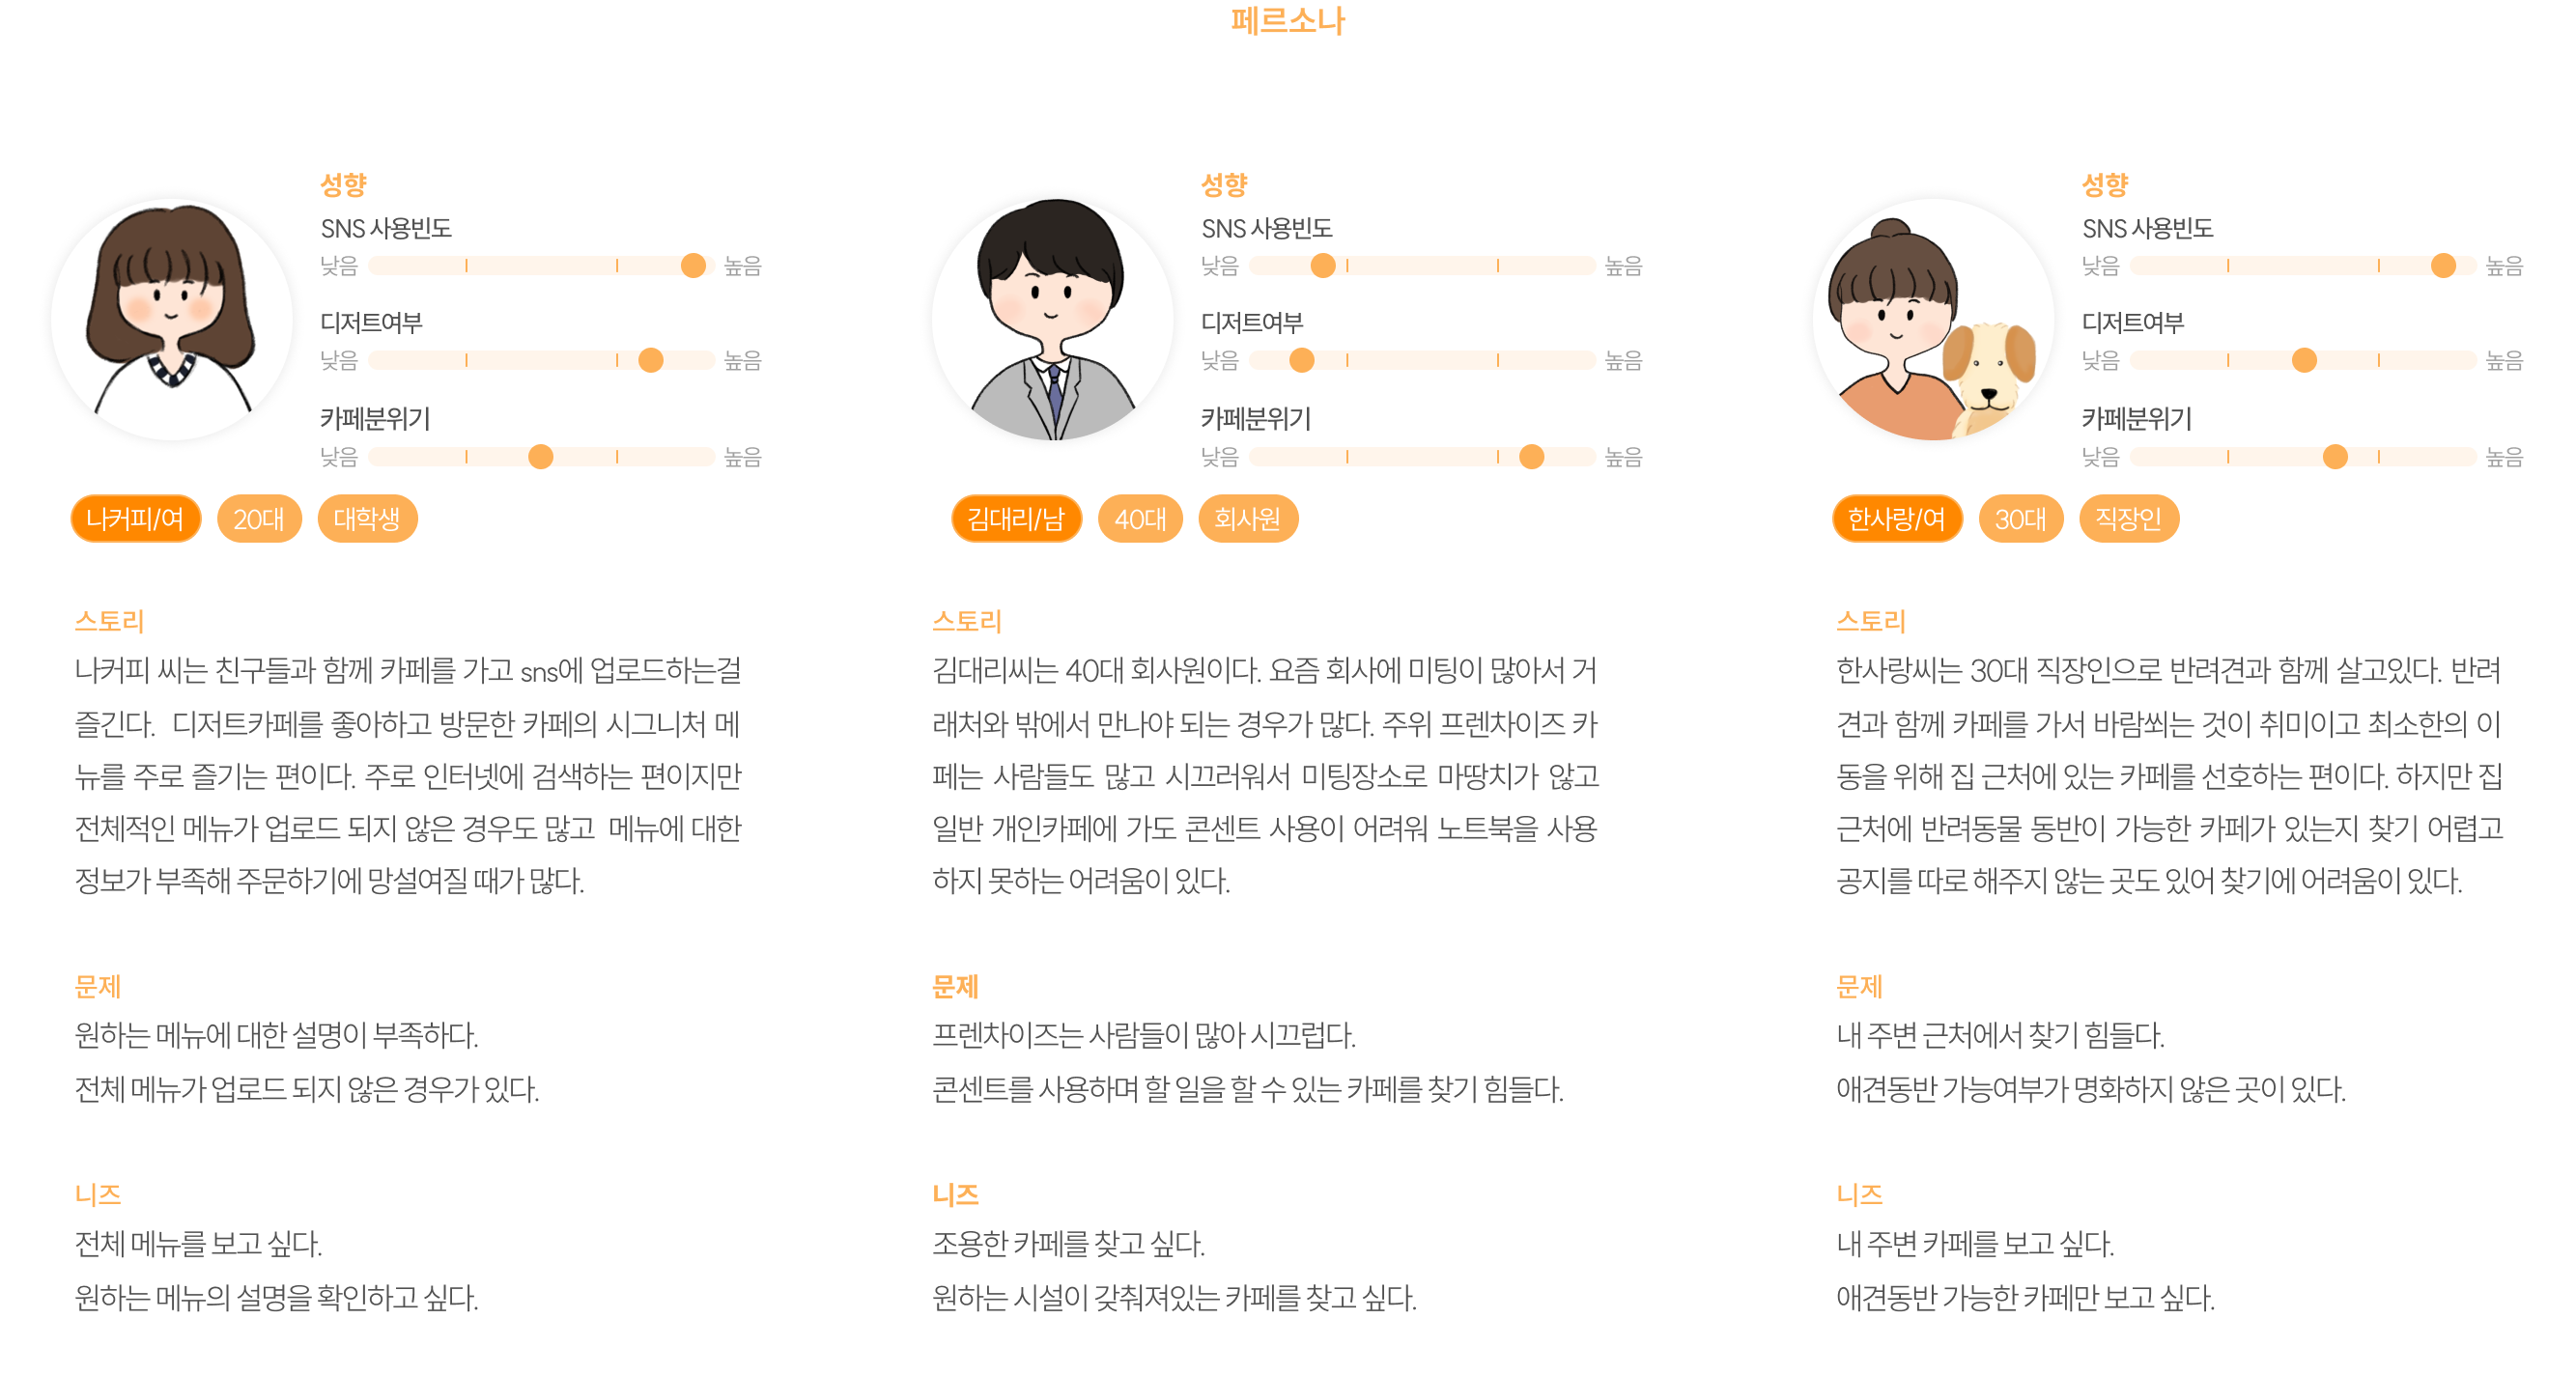 페르소나
성향
SNS 사용빈도
낮음 높음
디저트여부
낮음 높음
카페분위기
낮음 높음
나커피/여 20대 대학생
스토리
나커피 씨는 친구들과 함께 카페를 가고 sns에 업로드하는걸
즐긴다. 디저트카페를 좋아하고 방문한 카페의 시그니처 메
뉴를 주로 즐기는 편이다. 주로 인터넷에 검색하는 편이지만
전체적인 메뉴가 업로드 되지 않은 경우도 많고 메뉴에 대한
정보가 부족해 주문하기에 망설여질 때가 많다.
문제
원하는 메뉴에 대한 설명이 부족하다.
전체 메뉴가 업로드 되지 않은 경우가 있다.
니즈
전체 메뉴를 보고 싶다.
원하는 메뉴의 설명을 확인하고 싶다.
성향
SNS 사용빈도
낮음 높음
디저트여부
낮음 높음
카페분위기
낮음 높음
김대리/남 40대 회사원
스토리
김대리씨는 40대 회사원이다. 요즘 회사에 미팅이 많아서 거
래처와 밖에서 만나야 되는 경우가 많다. 주위 프렌차이즈 카
페는 사람들도 많고 시끄러워서 미팅장소로 마땅치가 않고
일반 개인카페에 가도 콘센트 사용이 어려워 노트북을 사용
하지 못하는 어려움이 있다.
문제
프렌차이즈는 사람들이 많아 시끄럽다.
콘센트를 사용하며 할 일을 할 수 있는 카페를 찾기 힘들다.
니즈
조용한 카페를 찾고 싶다.
원하는 시설이 갖춰져있는 카페를 찾고 싶다.
성향
SNS 사용빈도
낮음 높음
디저트여부
낮음 높음
카페분위기
낮음 높음
한사랑/여 30대 직장인
스토리
한사랑씨는 30대 직장인으로 반려견과 함께 살고있다. 반려
견과 함께 카페를 가서 바람쐬는 것이 취미이고 최소한의 이
동을 위해 집 근처에 있는 카페를 선호하는 편이다. 하지만 집
근처에 반려동물 동반이 가능한 카페가 있는지 찾기 어렵고
공지를 따로 해주지 않는 곳도 있어 찾기에 어려움이 있다.
문제
내 주변 근처에서 찾기 힘들다.
애견동반 가능여부가 명화하지 않은 곳이 있다.
니즈
내 주변 카페를 보고 싶다.
애견동반 가능한 카페만 보고 싶다.